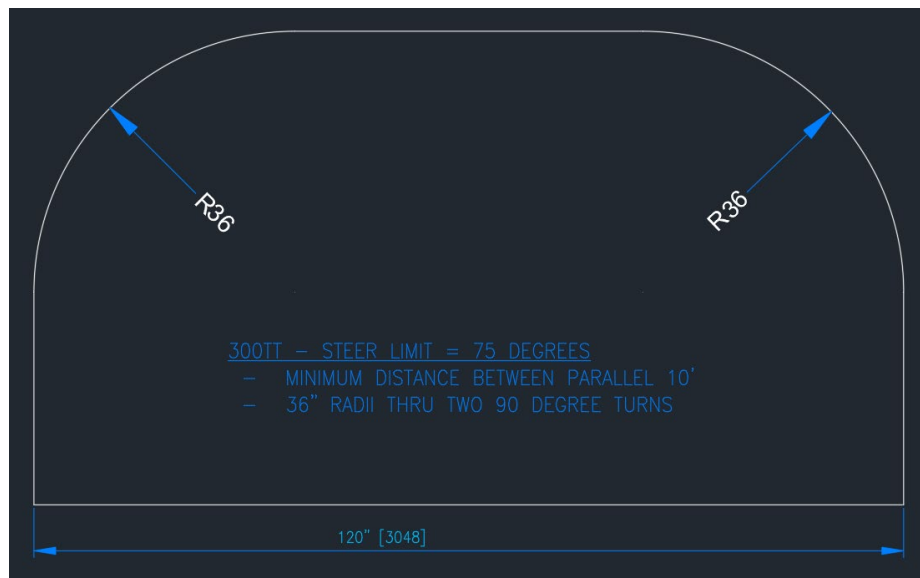 R36
R36
300TT – STEER LIMIT = 75 DEGREES
– MINIMUM DISTANCE BETWEEN PARALLEL 10'
– 36" RADII THRU TWO 90 DEGREE TURNS
120" [3048]